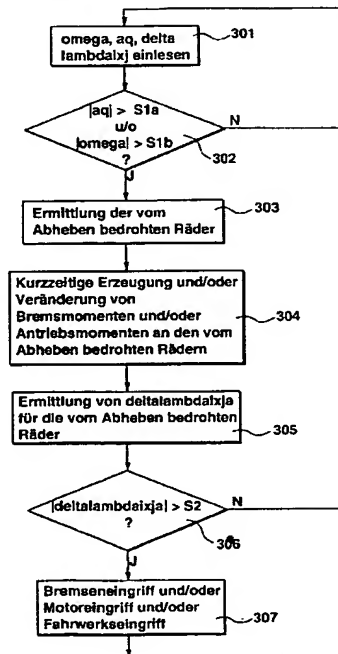 omega, aq, delta
lambdaixj einlesen
301
|aq| > S1a
u/o
|omega| > S1b
?
302
N
J
Ermittlung der vom
Abheben bedrohten Räder
303
Kurzzeitige Erzeugung und/oder
Veränderung von
Bremsmomenten und/oder
Antriebsmomenten an den vom
Abheben bedrohten Rädern
304
Ermittlung von deltalambdaixja
für die vom Abheben bedrohten
Räder
305
|deltalambdaixja| > S2
?
306
N
J
Bremseneingriff und/oder
Motoreingriff und/oder
Fahrwerkseingriff
307